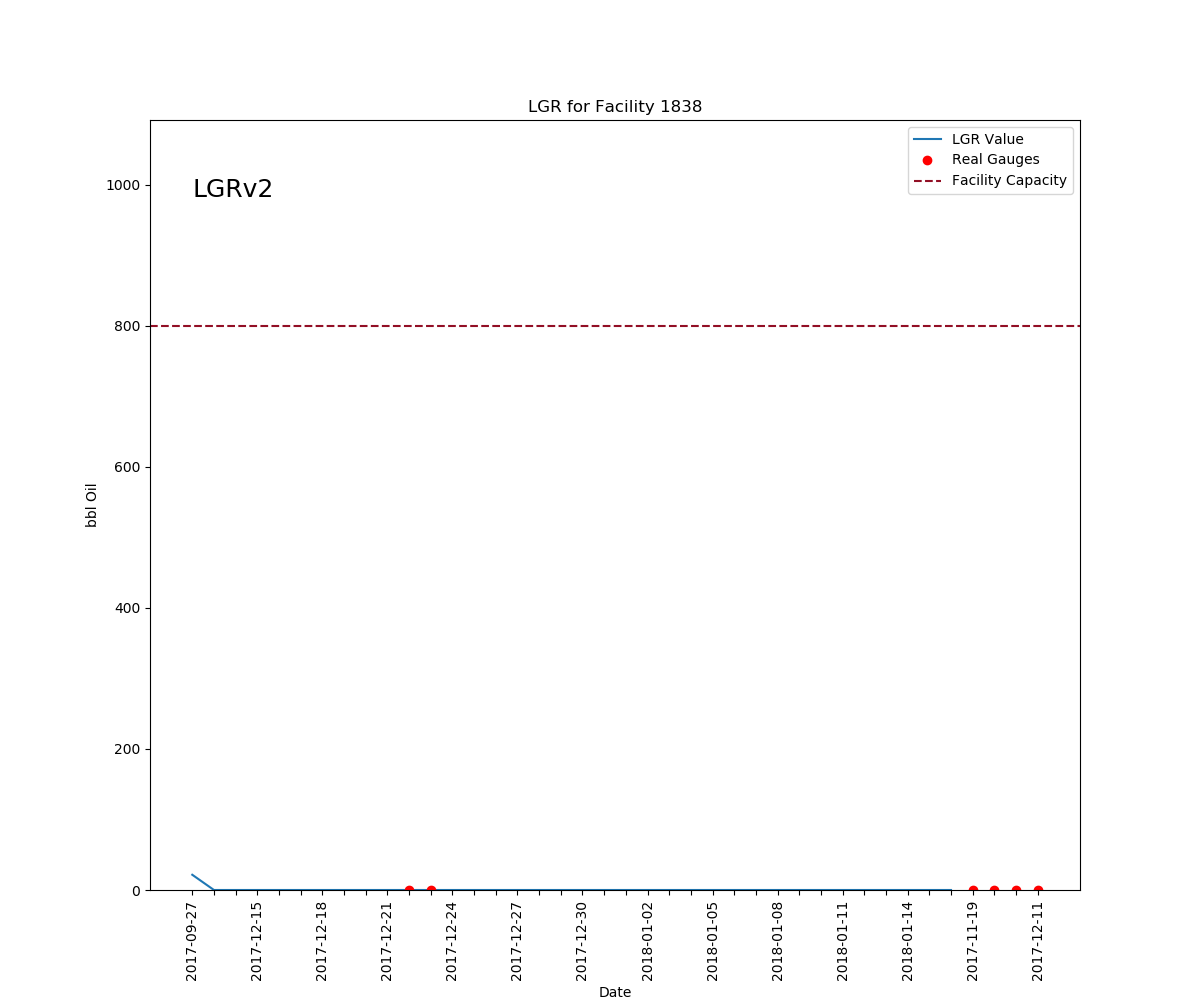 LGR for Facility 1838
LGR Value
Real Gauges
Facility Capacity
LGRv2
1000
800
600
400
200
0
bbl Oil
2017-09-27
2017-12-15
2017-12-18
2017-12-21
2017-12-24
2017-12-27
2017-12-30
2018-01-02
2018-01-05
2018-01-08
2018-01-11
2018-01-14
2017-11-19
2017-12-11
Date